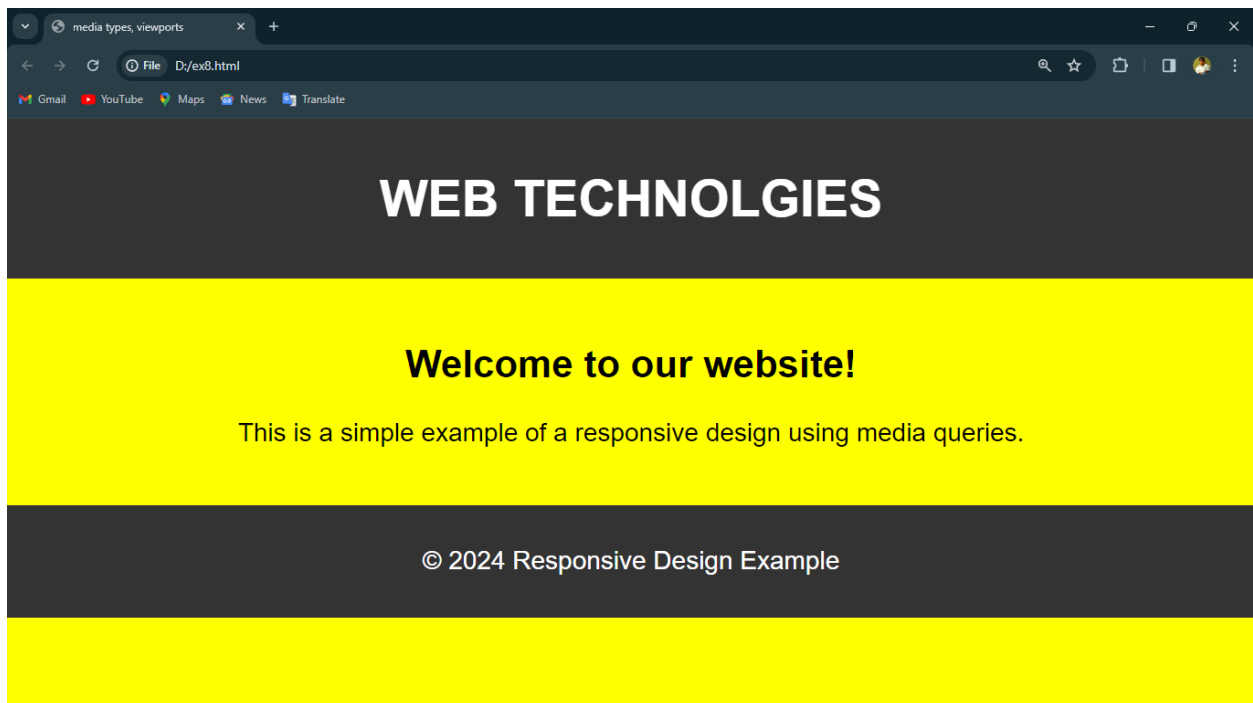 media types, viewports
File D:/ex8.html
Gmail YouTube Maps News Translate
WEB TECHNOLGIES
Welcome to our website!
This is a simple example of a responsive design using media queries.
© 2024 Responsive Design Example